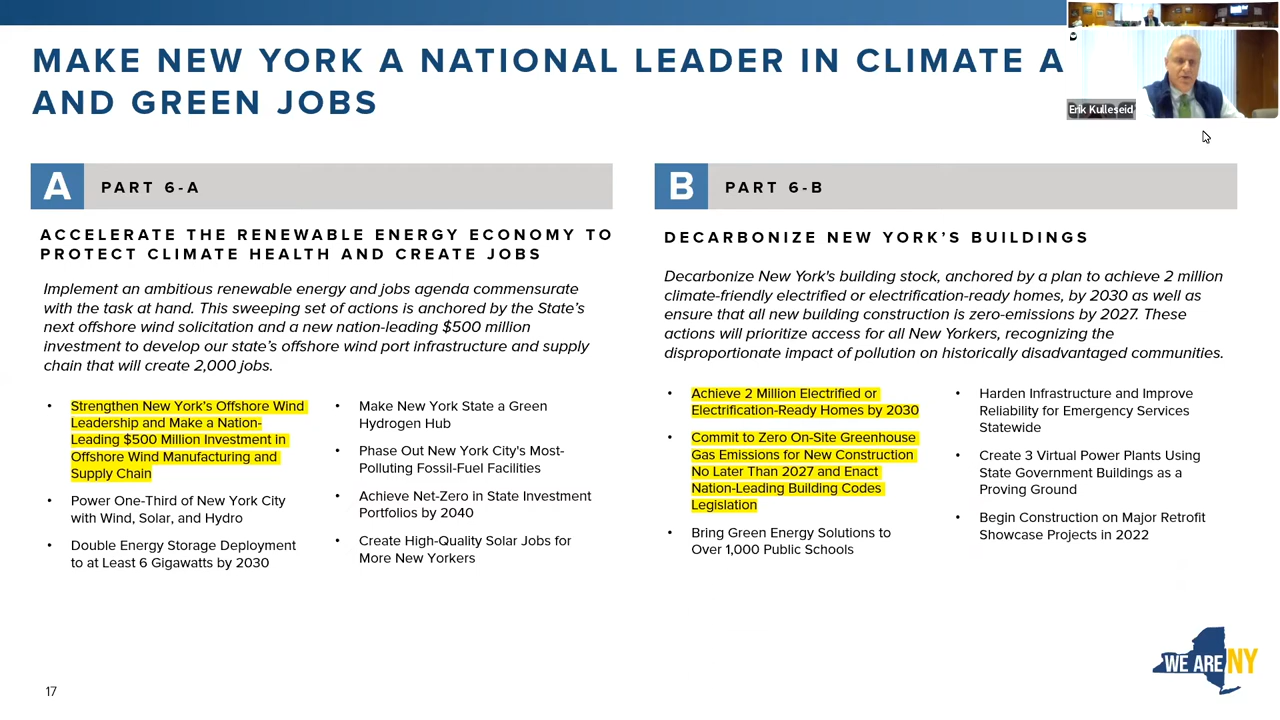 MAKE NEW YORK A NATIONAL LEADER IN CLIMATE A
AND GREEN JOBS
Erik Kulleseid
A
PART 6-A
ACCELERATE THE RENEWABLE ENERGY ECONOMY TO
PROTECT CLIMATE HEALTH AND CREATE JOBS
Implement an ambitious renewable energy and jobs agenda commensurate
with the task at hand. This sweeping set of actions is anchored by the State's
next offshore wind solicitation and a new nation-leading $500 million
investment to develop our state's offshore wind port infrastructure and supply
chain that will create 2,000 jobs.
• Strengthen New York's Offshore Wind
Leadership and Make a Nation-
Leading $500 Million Investment in
Offshore Wind Manufacturing and
Supply Chain
• Power One-Third of New York City
with Wind, Solar, and Hydro
• Double Energy Storage Deployment
to at Least 6 Gigawatts by 2030
• Make New York State a Green
Hydrogen Hub
• Phase Out New York City's Most-
Polluting Fossil-Fuel Facilities
• Achieve Net-Zero in State Investment
Portfolios by 2040
• Create High-Quality Solar Jobs for
More New Yorkers
B
PART 6-B
DECARBONIZE NEW YORK'S BUILDINGS
Decarbonize New York's building stock, anchored by a plan to achieve 2 million
climate-friendly electrified or electrification-ready homes, by 2030 as well as
ensure that all new building construction is zero-emissions by 2027. These
actions will prioritize access for all New Yorkers, recognizing the
disproportionate impact of pollution on historically disadvantaged communities.
• Achieve 2 Million Electrified or
Electrification-Ready Homes by 2030
• Commit to Zero On-Site Greenhouse
Gas Emissions for New Construction
No Later Than 2027 and Enact
Nation-Leading Building Codes
Legislation
• Bring Green Energy Solutions to
Over 1,000 Public Schools
• Harden Infrastructure and Improve
Reliability for Emergency Services
Statewide
• Create 3 Virtual Power Plants Using
State Government Buildings as a
Proving Ground
• Begin Construction on Major Retrofit
Showcase Projects in 2022
WE ARE NY
17